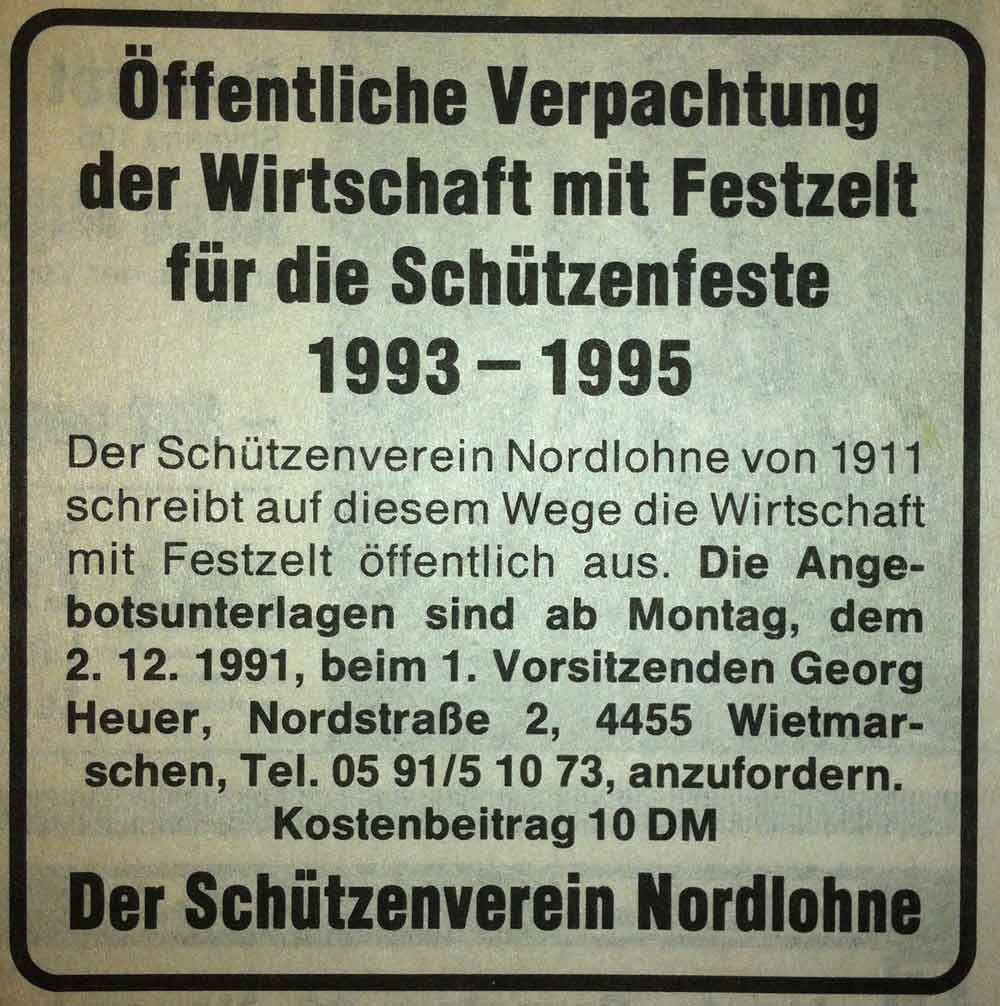 Öffentliche Verpachtung
der Wirtschaft mit Festzelt
für die Schützenfeste
1993 – 1995
Der Schützenverein Nordlohne von 1911
schreibt auf diesem Wege die Wirtschaft
mit Festzelt öffentlich aus. Die Ange-
botsunterlagen sind ab Montag, dem
2. 12. 1991, beim 1. Vorsitzenden Georg
Heuer, Nordstraße 2, 4455 Wietmar-
schen, Tel. 05 91/5 10 73, anzufordern.
Kostenbeitrag 10 DM
Der Schützenverein Nordlohne